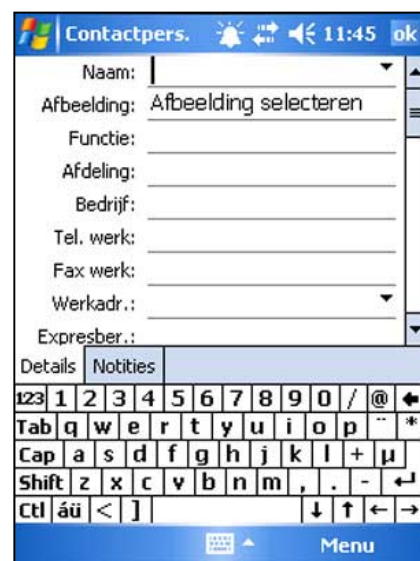 Contactpers. 11:45 ok
Naam:
Afbeelding: Afbeelding selecteren
Functie:
Afdeling:
Bedrijf:
Tel. werk:
Fax werk:
Werkadr.:
Expresber.:
Details Notities
123 1 2 3 4 5 6 7 8 9 0 / @ ←
Tab q w e r t y u i o p ¨ *
Cap a s d f g h j k l + µ
Shift z x c v b n m , . - ↵
Ctl áü < ] ↓ ↑ ← →
Menu